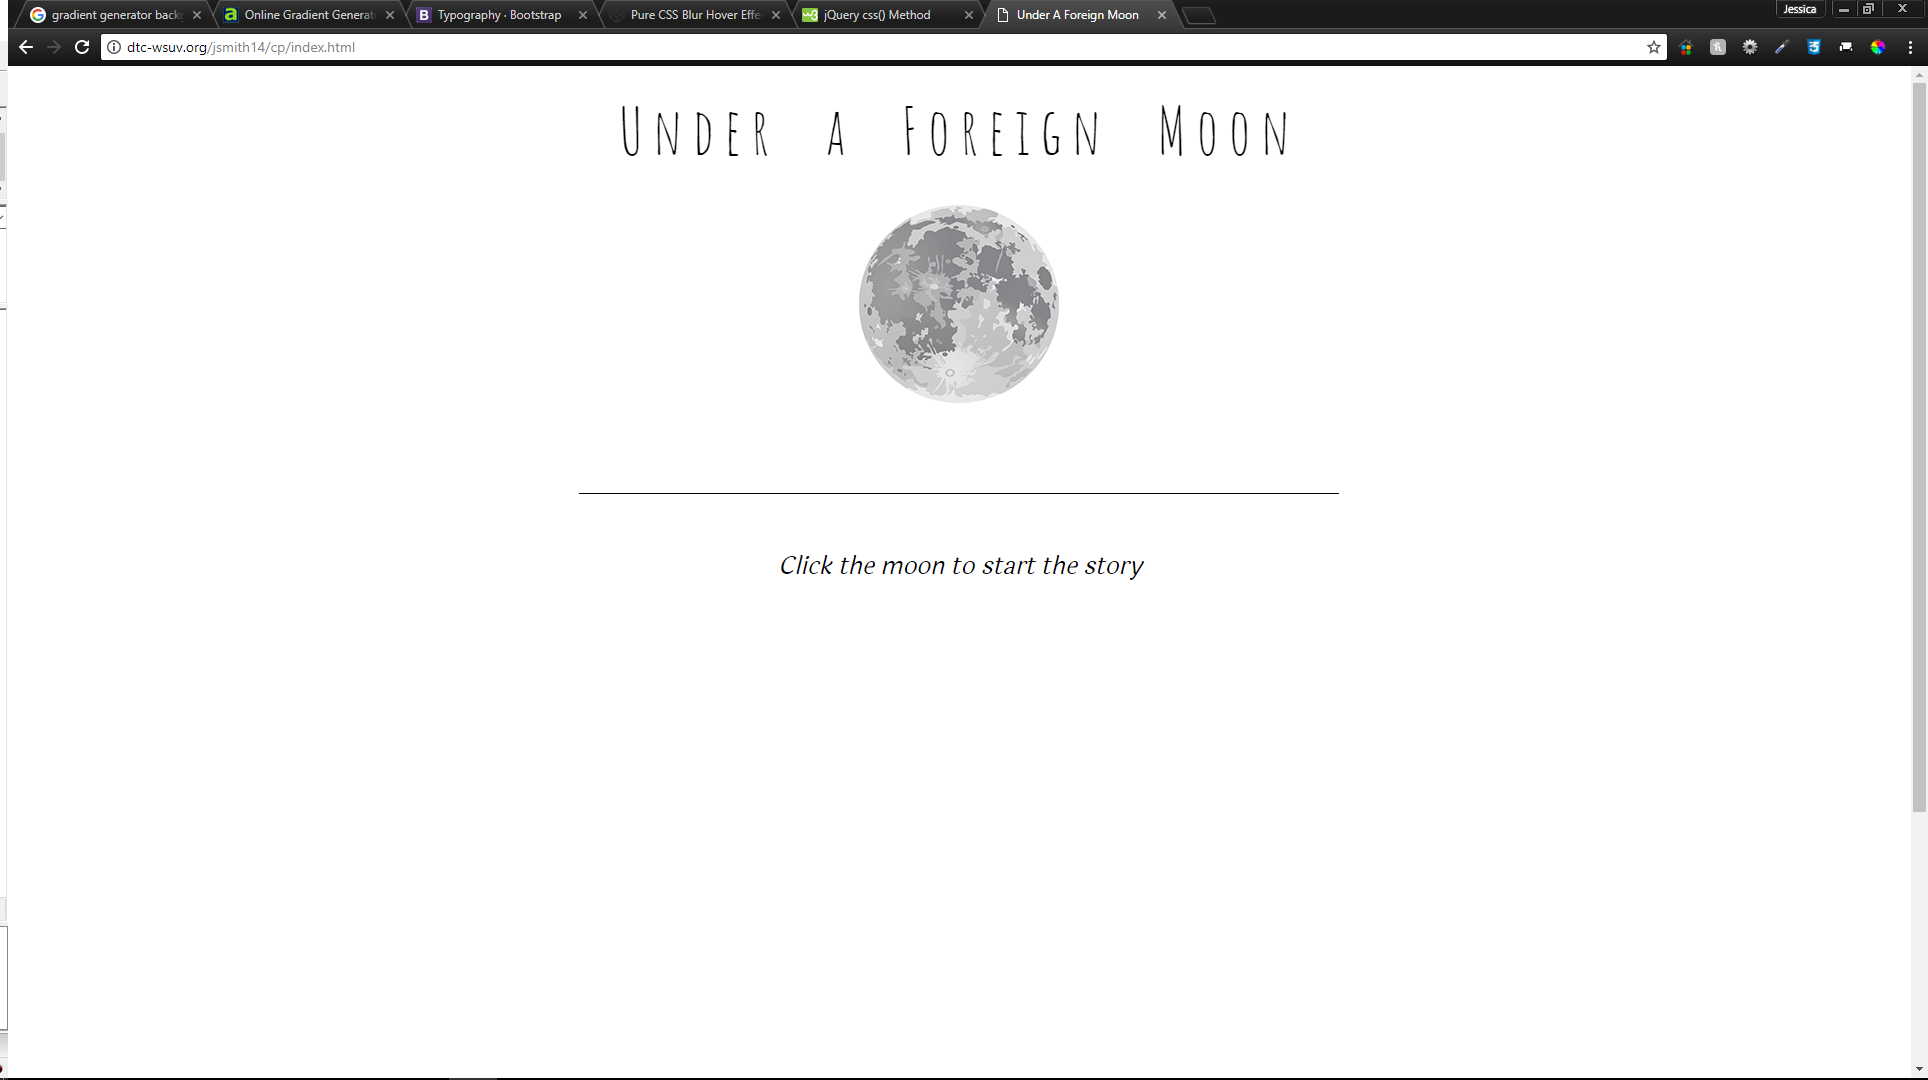 gradient generator back
Online Gradient Generat
Typography · Bootstrap
Pure CSS Blur Hover Effe
jQuery css() Method
Under A Foreign Moon
Jessica
dtc-wsuv.org/jsmith14/cp/index.html
Under a Foreign Moon
Click the moon to start the story